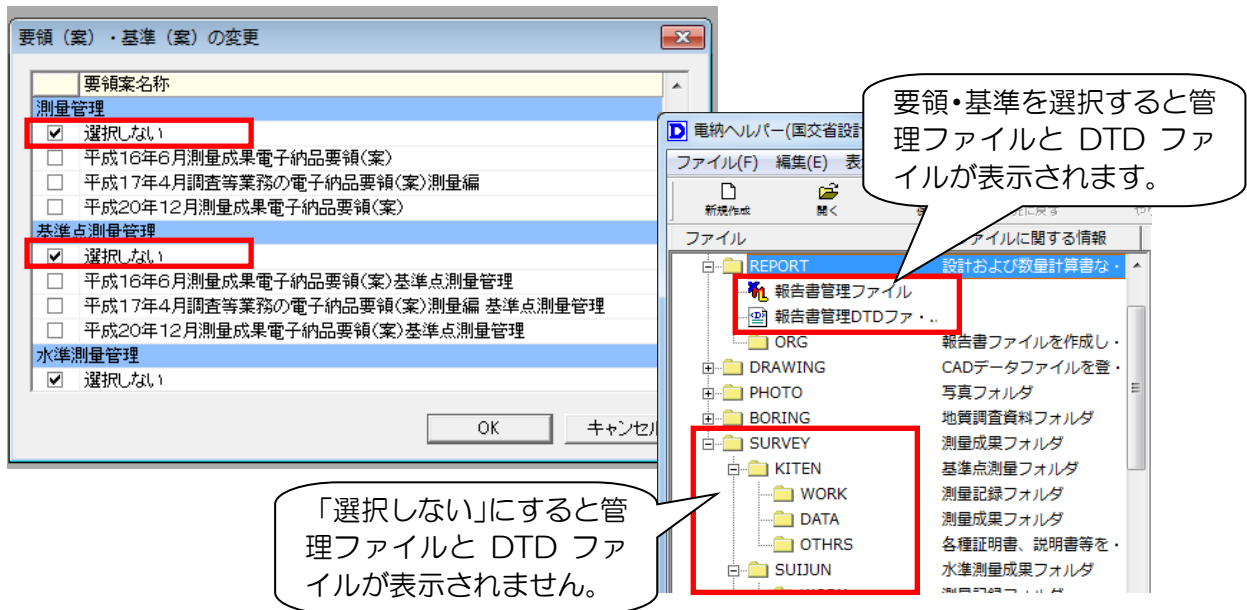 要領（案）・基準（案）の変更
要領案名称
測量管理
選択しない
平成16年6月測量成果電子納品要領(案)
平成17年4月調査等業務の電子納品要領(案)測量編
平成20年12月測量成果電子納品要領(案)
基準点測量管理
選択しない
平成16年6月測量成果電子納品要領(案)基準点測量管理
平成17年4月調査等業務の電子納品要領(案)測量編 基準点測量管理
平成20年12月測量成果電子納品要領(案)基準点測量管理
水準測量管理
選択しない
OK キャンセル
要領・基準を選択すると管
理ファイルと DTD ファ
イルが表示されます。
電納ヘルパー(国交省設計
ファイル(F) 編集(E) 表
新規作成 開く
ファイル ファイルに関する情報
REPORT 設計および数量計算書な・
報告書管理ファイル
報告書管理DTDファ・..
ORG 報告書ファイルを作成し・
DRAWING CADデータファイルを登・
PHOTO 写真フォルダ
BORING 地質調査資料フォルダ
SURVEY 測量成果フォルダ
KITEN 基準点測量フォルダ
WORK 測量記録フォルダ
DATA 測量成果フォルダ
OTHRS 各種証明書、説明書等を・
SUIJUN 水準測量成果フォルダ
「選択しない」にすると管
理ファイルと DTD ファ
イルが表示されません。